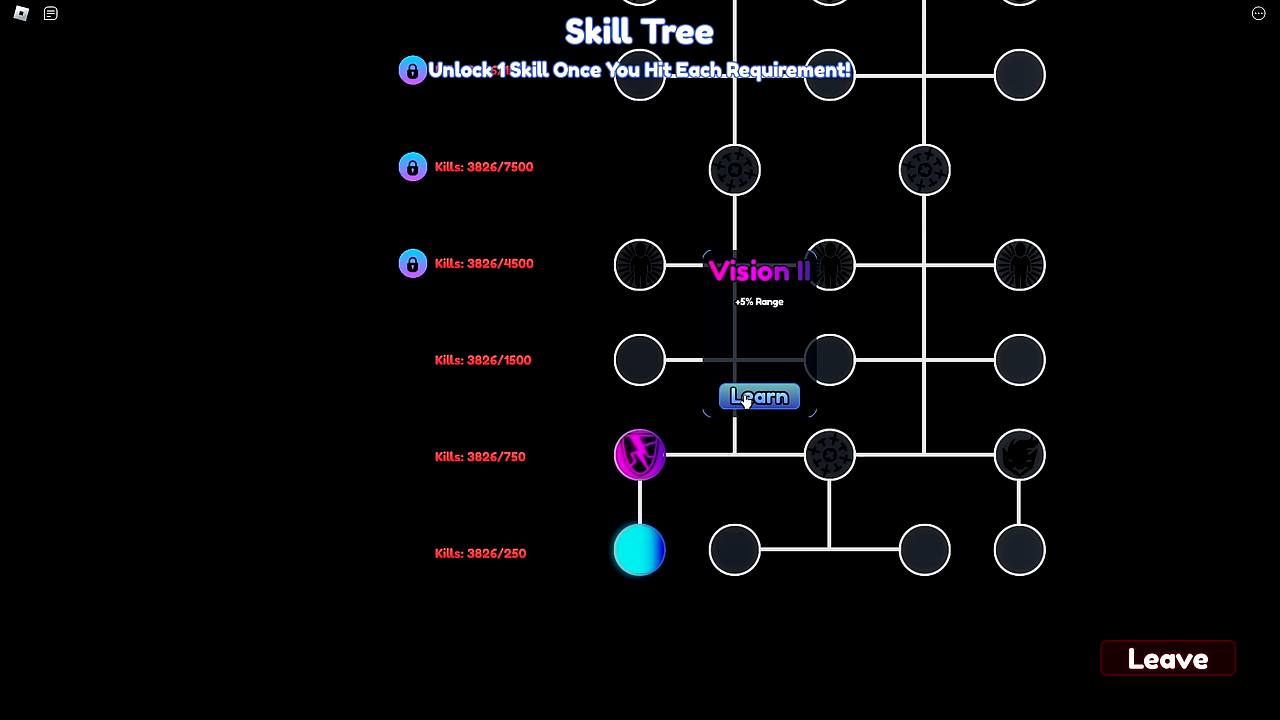 Skill Tree
Unlock 1 Skill Once You Hit Each Requirement!
Kills: 3826/7500
Kills: 3826/4500
Vision II
+5% Range
Kills: 3826/1500
Learn
Kills: 3826/750
Kills: 3826/250
Leave